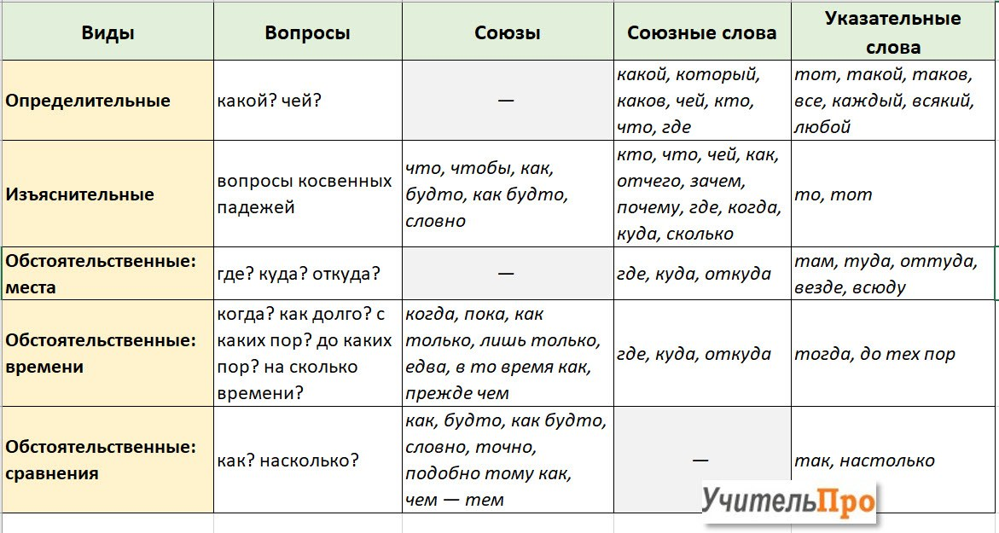 Виды
Вопросы
Союзы
Союзные слова
Указательные
слова
Определительные
какой? чей?
—
какой, который,
каков, чей, кто,
что, где
тот, такой, таков,
все, каждый, всякий,
любой
Изъяснительные
вопросы косвенных
падежей
что, чтобы, как,
будто, как будто,
словно
кто, что, чей, как,
отчего, зачем,
почему, где, когда,
куда, сколько
то, тот
Обстоятельственные:
места
где? куда? откуда?
—
где, куда, откуда
там, туда, оттуда,
везде, всюду
Обстоятельственные:
времени
когда? как долго? с
каких пор? до каких
пор? на сколько
времени?
когда, пока, как
только, лишь только,
едва, в то время как,
прежде чем
где, куда, откуда
тогда, до тех пор
Обстоятельственные:
сравнения
как? насколько?
как, будто, как будто,
словно, точно,
подобно тому как,
чем — тем
—
так, настолько
УчительПро